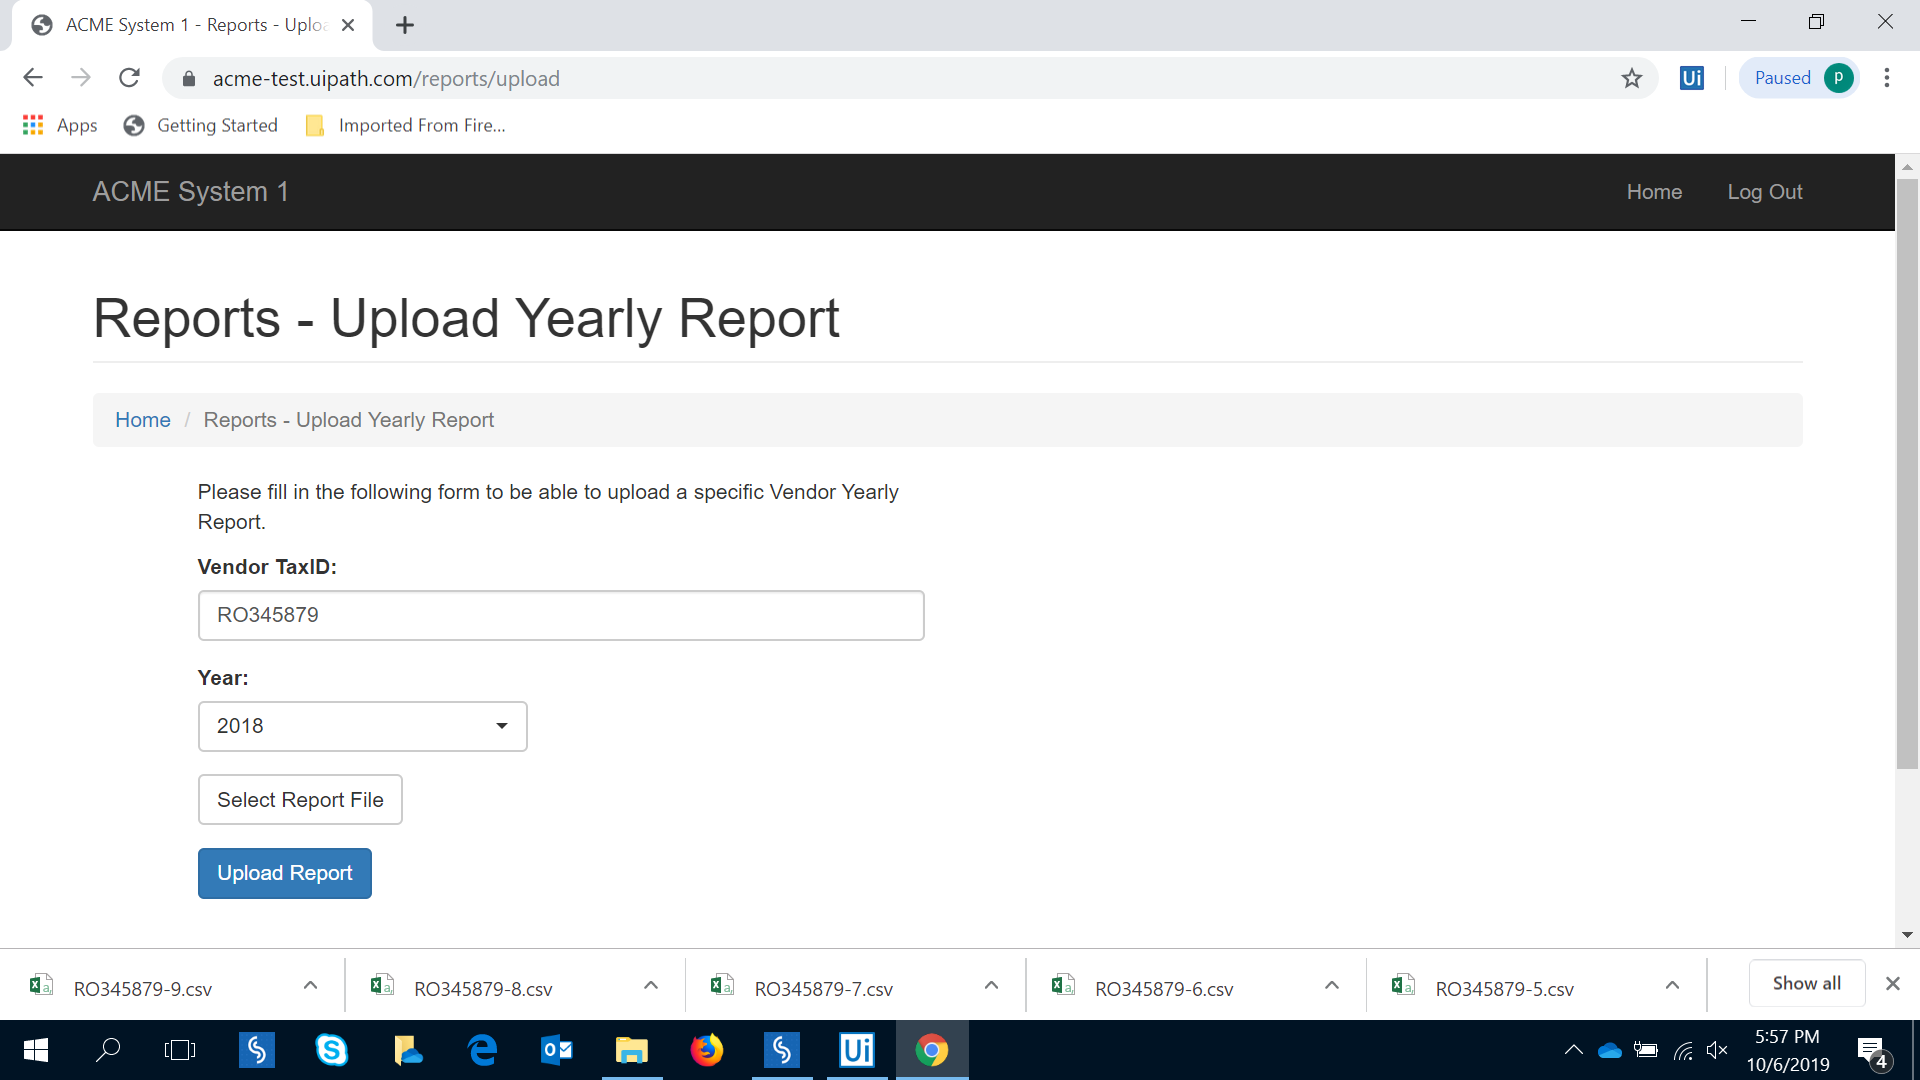 ACME System 1 - Reports - Uplo
acme-test.uipath.com/reports/upload
Ui
Paused
P
Apps
Getting Started
Imported From Fire...
ACME System 1
Home
Log Out
Reports - Upload Yearly Report
Home / Reports - Upload Yearly Report
Please fill in the following form to be able to upload a specific Vendor Yearly
Report.
Vendor TaxID:
RO345879
Year:
2018
Select Report File
Upload Report
RO345879-9.csv
RO345879-8.csv
RO345879-7.csv
RO345879-6.csv
RO345879-5.csv
Show all
Ui
5:57 PM
10/6/2019
4